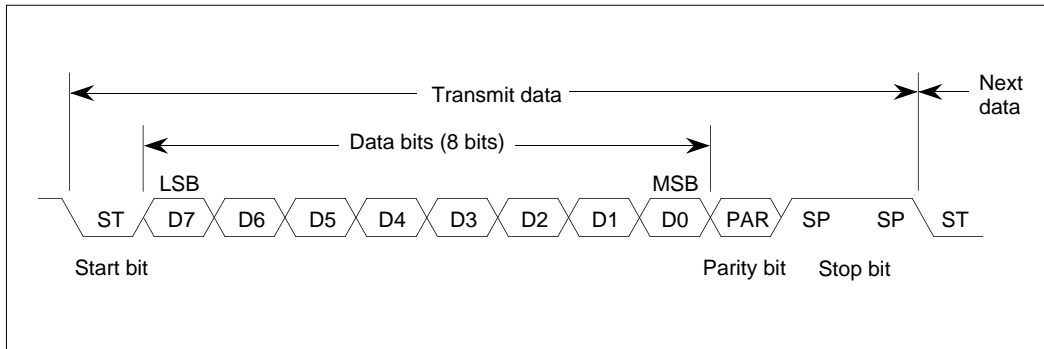 Transmit data
Next
data
Data bits (8 bits)
LSB MSB
ST D7 D6 D5 D4 D3 D2 D1 D0 PAR SP SP ST
Start bit Parity bit Stop bit